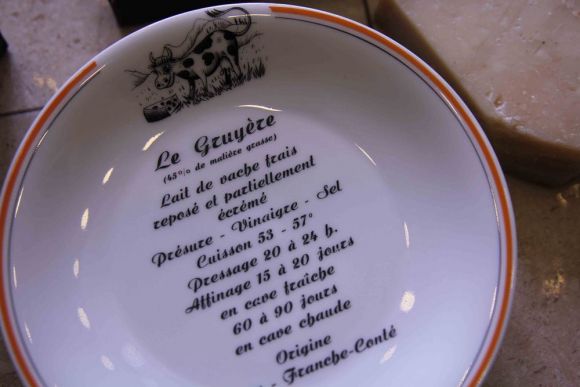 Le Gruyère
(45% de matière grasse)
Lait de vache frais
reposé et partiellement
écrémé
Présure - Vinaigre - Sel
Cuisson 53 - 57°
Pressage 20 à 24 h.
Affinage 15 à 20 jours
en cave fraîche
60 à 90 jours
en cave chaude
Origine
- Franche-Conté